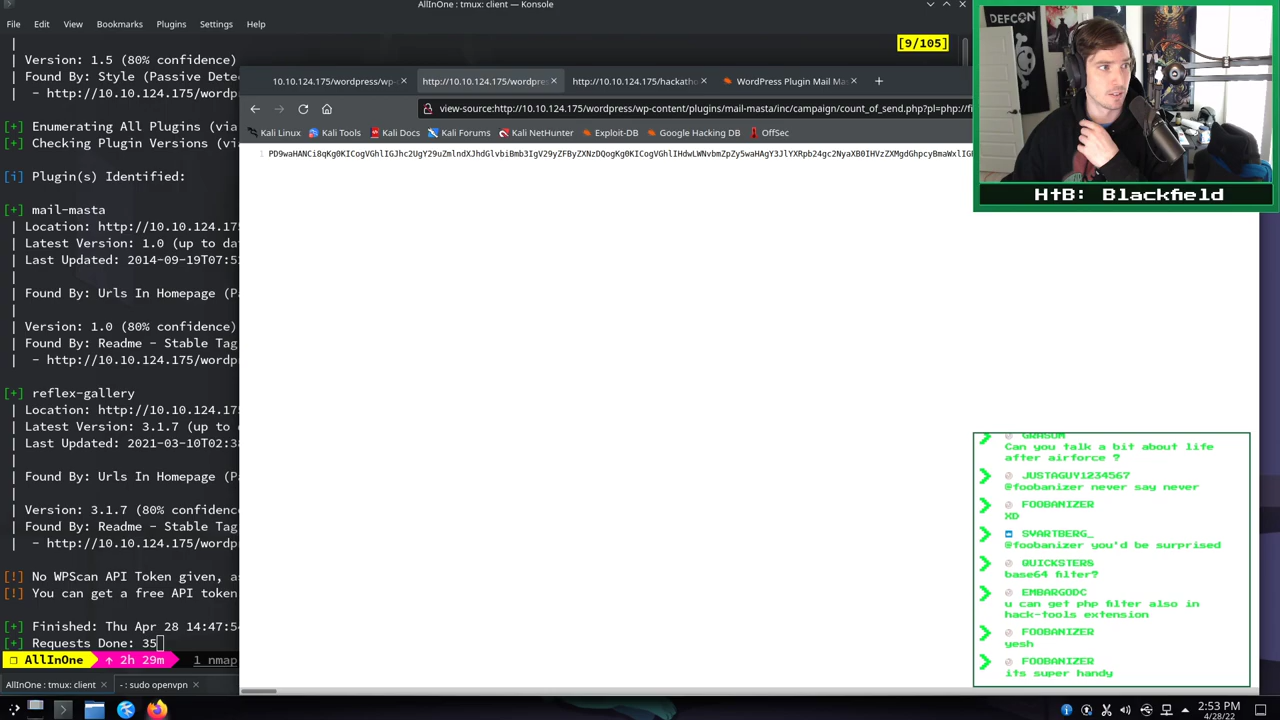 AllInOne : tmux: client — Konsole
File Edit View Bookmarks Plugins Settings Help
|
| Version: 1.5 (80% confidence)
| Found By: Style (Passive Dete
| - http://10.10.124.175/wordp
[9/105]
[+] Enumerating All Plugins (via
[+] Checking Plugin Versions (vi
[i] Plugin(s) Identified:
[+] mail-masta
| Location: http://10.10.124.17
| Latest Version: 1.0 (up to da
| Last Updated: 2014-09-19T07:5
|
| Found By: Urls In Homepage (Pa
|
| Version: 1.0 (80% confidence)
| Found By: Readme - Stable Tag
| - http://10.10.124.175/wordp
[+] reflex-gallery
| Location: http://10.10.124.17
| Latest Version: 3.1.7 (up to
| Last Updated: 2021-03-10T02:3
|
| Found By: Urls In Homepage (Pa
|
| Version: 3.1.7 (80% confidence
| Found By: Readme - Stable Tag
| - http://10.10.124.175/wordp
[!] No WPScan API Token given, as
[!] You can get a free API token
[+] Finished: Thu Apr 28 14:47:5
[+] Requests Done: 35
AllInOne ↑ 2h 29m 1 nmap
AllInOne : tmux: client × - : sudo openvpn ×
10.10.124.175/wordpress/wp- http://10.10.124.175/wor http://10.10.124.175/hackath × WordPress Plugin Mail M +
view-source:http://10.10.124.175/wordpress/wp-content/plugins/mail-masta/inc/campaign/count_of_send.php?pl=php://fi
Kali Linux Kali Tools Kali Docs Kali Forums Kali NetHunter Exploit-DB Google Hacking DB OffSec
DEFCON
HTB: Blackfield
GRASUM
Can you talk a bit about life
after airforce ?
JUSTAGUY1234567
@foobanizer never say never
FOOBANIZER
XD
SVARTBERG_
@foobanizer you'd be surprised
QUICKSTER8
base64 filter?
EMBARGODC
u can get php filter also in
hack-tools extension
FOOBANIZER
yesh
FOOBANIZER
its super handy
2:53 PM
4/28/22